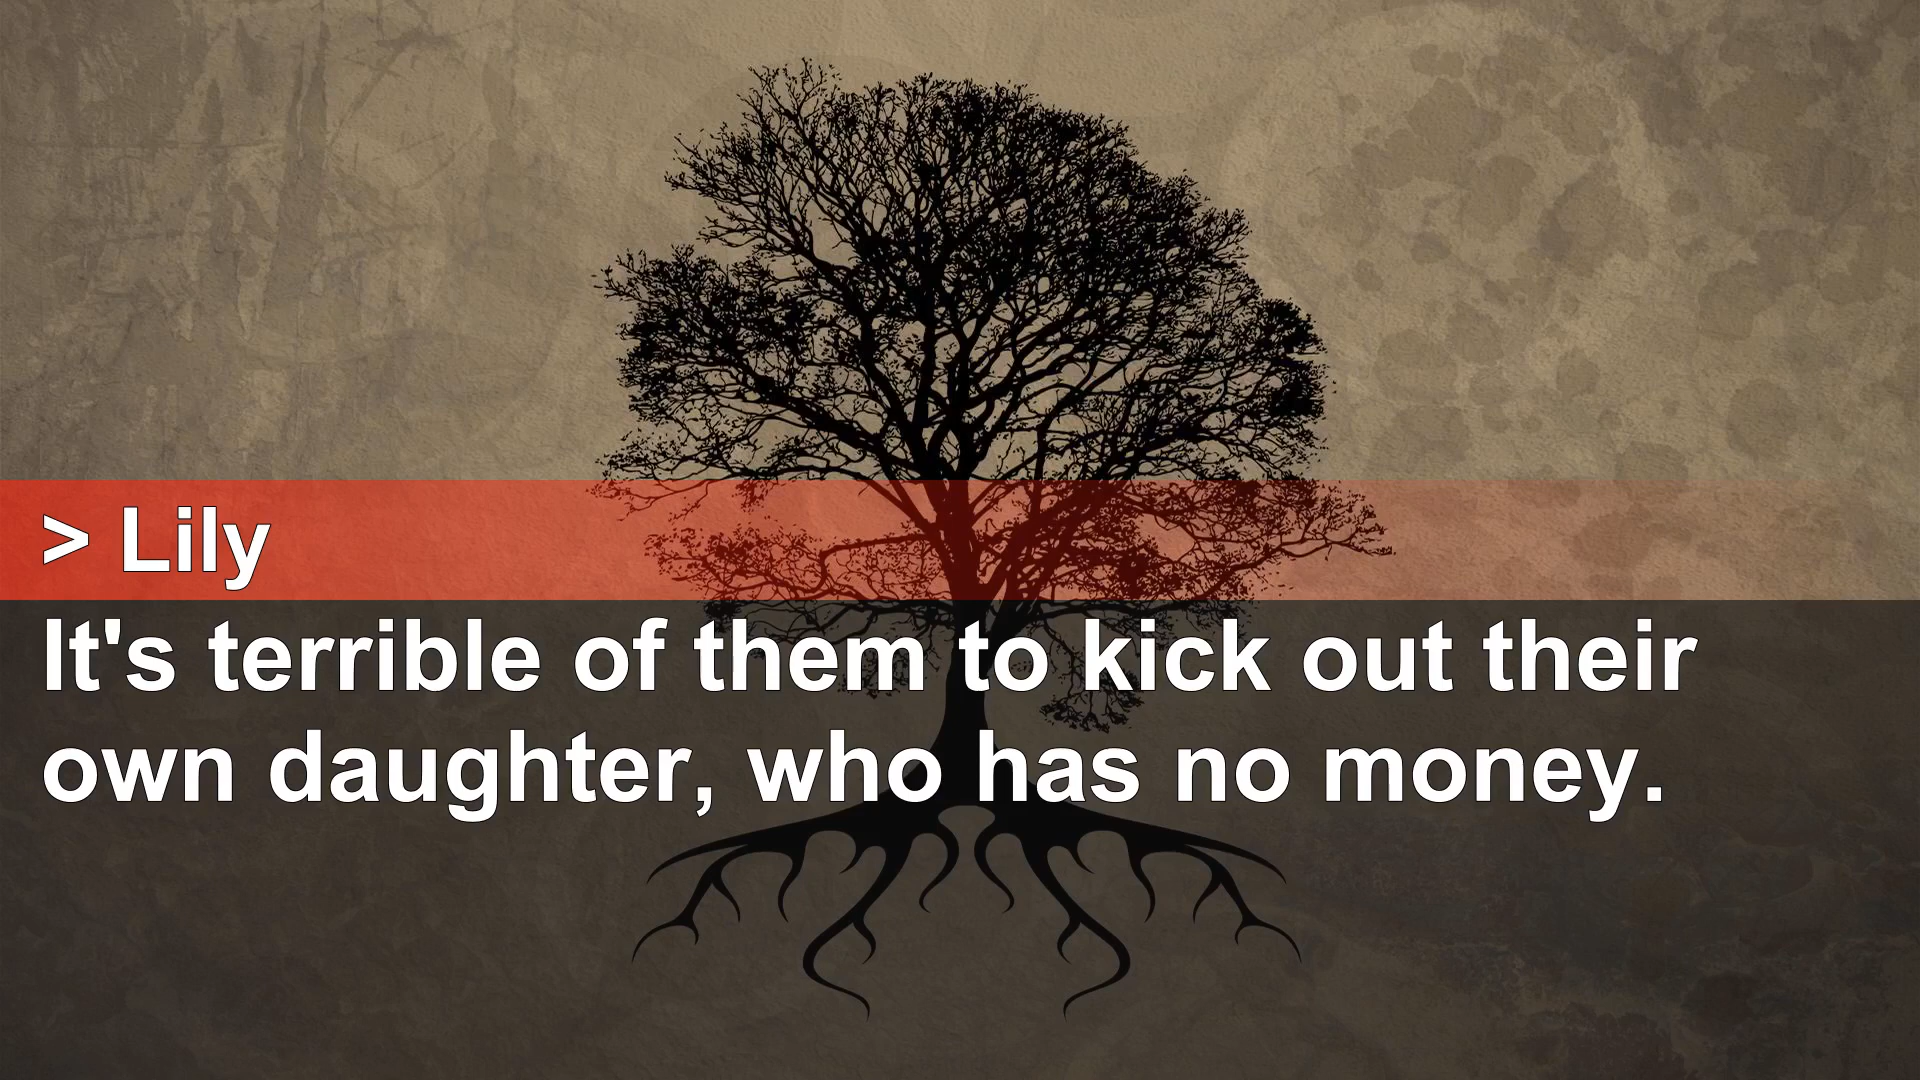 > Lily
It's terrible of them to kick out their
own daughter, who has no money.